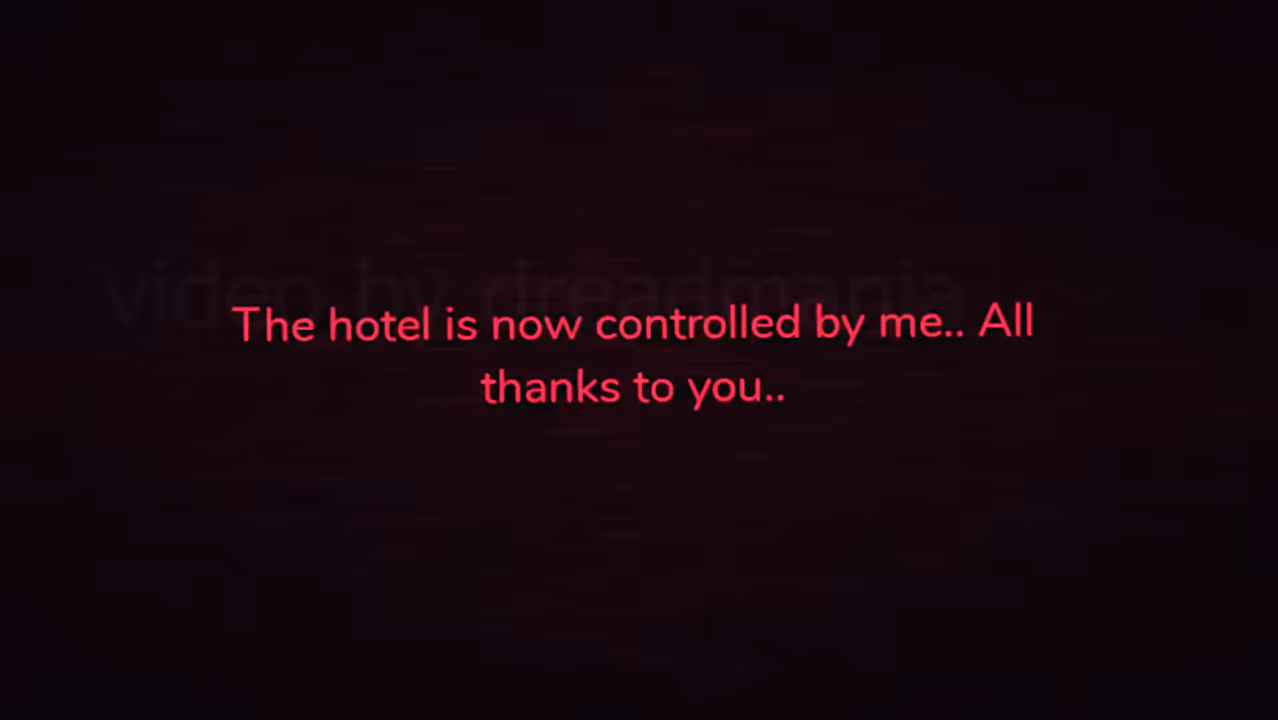 video by dreadmania
The hotel is now controlled by me.. All
thanks to you..